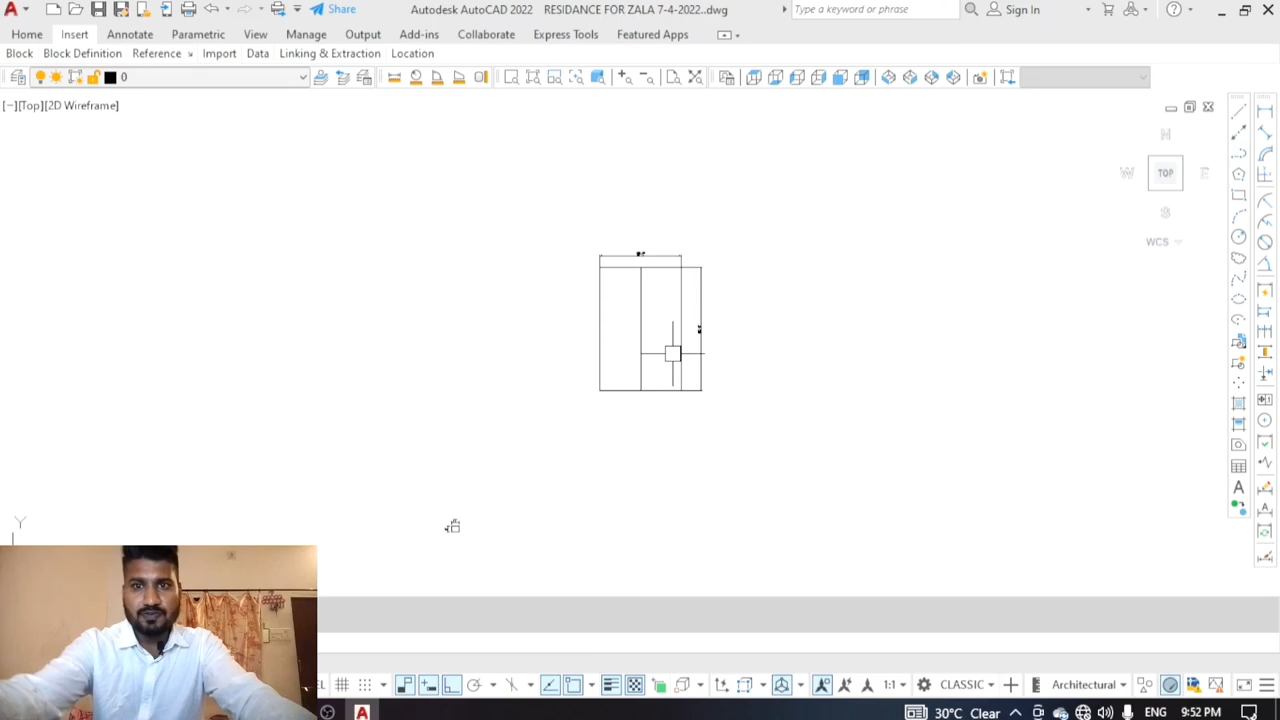 Share
Autodesk AutoCAD 2022 RESIDANCE FOR ZALA 7-4-2022..dwg
Type a keyword or phrase
Sign In
Home Insert Annotate Parametric View Manage Output Add-ins Collaborate Express Tools Featured Apps
Block Block Definition Reference Import Data Linking & Extraction Location
0
[−][Top][2D Wireframe]
N
W TOP E
S
WCS
Y
1:1 CLASSIC Architectural
30°C Clear ENG 9:52 PM